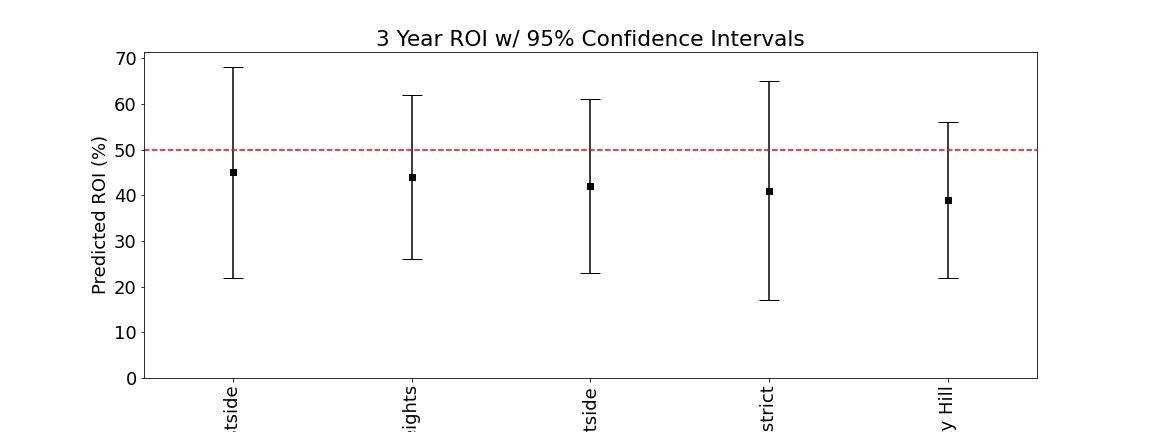 3 Year ROI w/ 95% Confidence Intervals
Predicted ROI (%)
70
60
50
40
30
20
10
0
tside
ights
tside
strict
y Hill